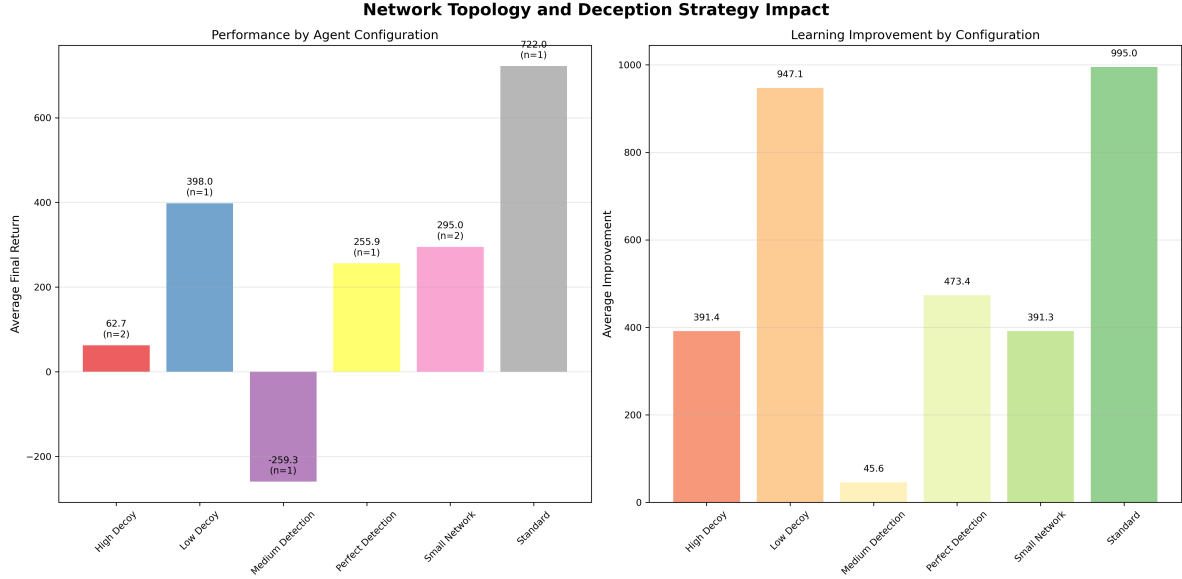 Network Topology and Deception Strategy Impact
Performance by Agent Configuration
Average Final Return
600
400
200
0
−200
62.7
(n=2)
398.0
(n=1)
-259.3
(n=1)
255.9
(n=1)
295.0
(n=2)
722.0
(n=1)
High Decoy
Low Decoy
Medium Detection
Perfect Detection
Small Network
Standard
Learning Improvement by Configuration
Average Improvement
1000
800
600
400
200
0
391.4
947.1
45.6
473.4
391.3
995.0
High Decoy
Low Decoy
Medium Detection
Perfect Detection
Small Network
Standard